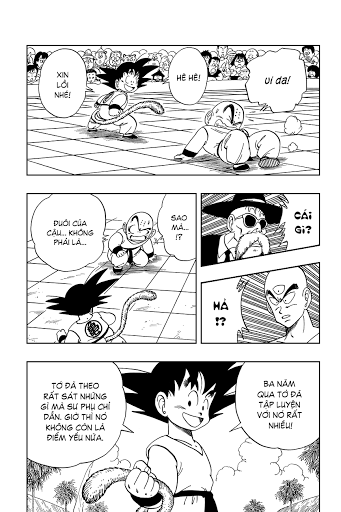 UI DA!
HÊ HÊ!
XIN
LỖI
NHÉ!
CÁI
GÌ?
HẢ
!?
SAO
MÀ...
!?
ĐUÔI CỦA
CẬU... KHÔNG
PHẢI LÀ...
BA NĂM
QUA TỚ ĐÃ
TẬP LUYỆN
VỚI NÓ RẤT
NHIỀU!
TỚ ĐÃ THEO
RẤT SÁT NHỮNG
GÌ MÀ SƯ PHỤ CHỈ
DẪN. GIỜ THÌ NÓ
KHÔNG CÒN LÀ
ĐIỂM YẾU NỮA.